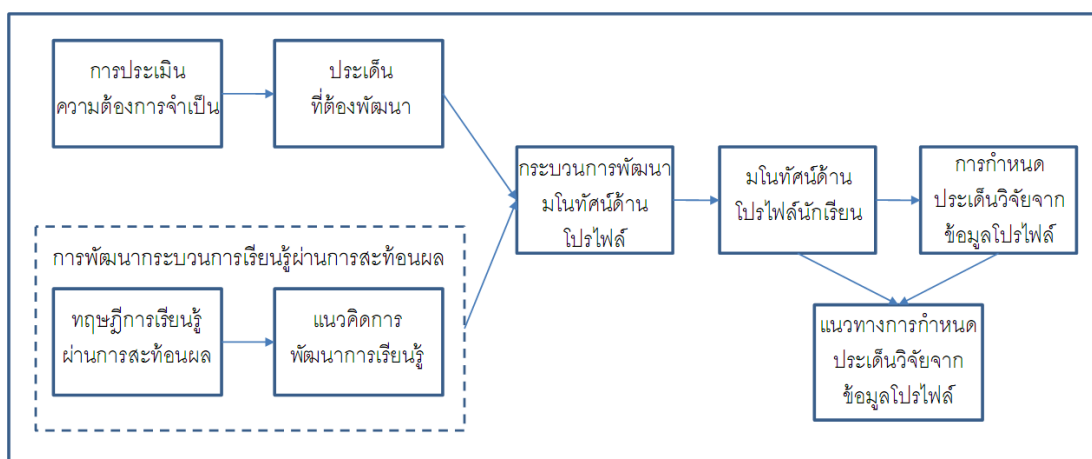 การประเมิน
ความต้องการจำเป็น
ประเด็น
ที่ต้องพัฒนา
กระบวนการพัฒนา
มโนทัศน์ด้าน
โปรไฟล์
มโนทัศน์ด้าน
โปรไฟล์นักเรียน
การกำหนด
ประเด็นวิจัยจาก
ข้อมูลโปรไฟล์
การพัฒนากระบวนการเรียนรู้ผ่านการสะท้อนผล
ทฤษฎีการเรียนรู้
ผ่านการสะท้อนผล
แนวคิดการ
พัฒนาการเรียนรู้
แนวทางการกำหนด
ประเด็นวิจัยจาก
ข้อมูลโปรไฟล์